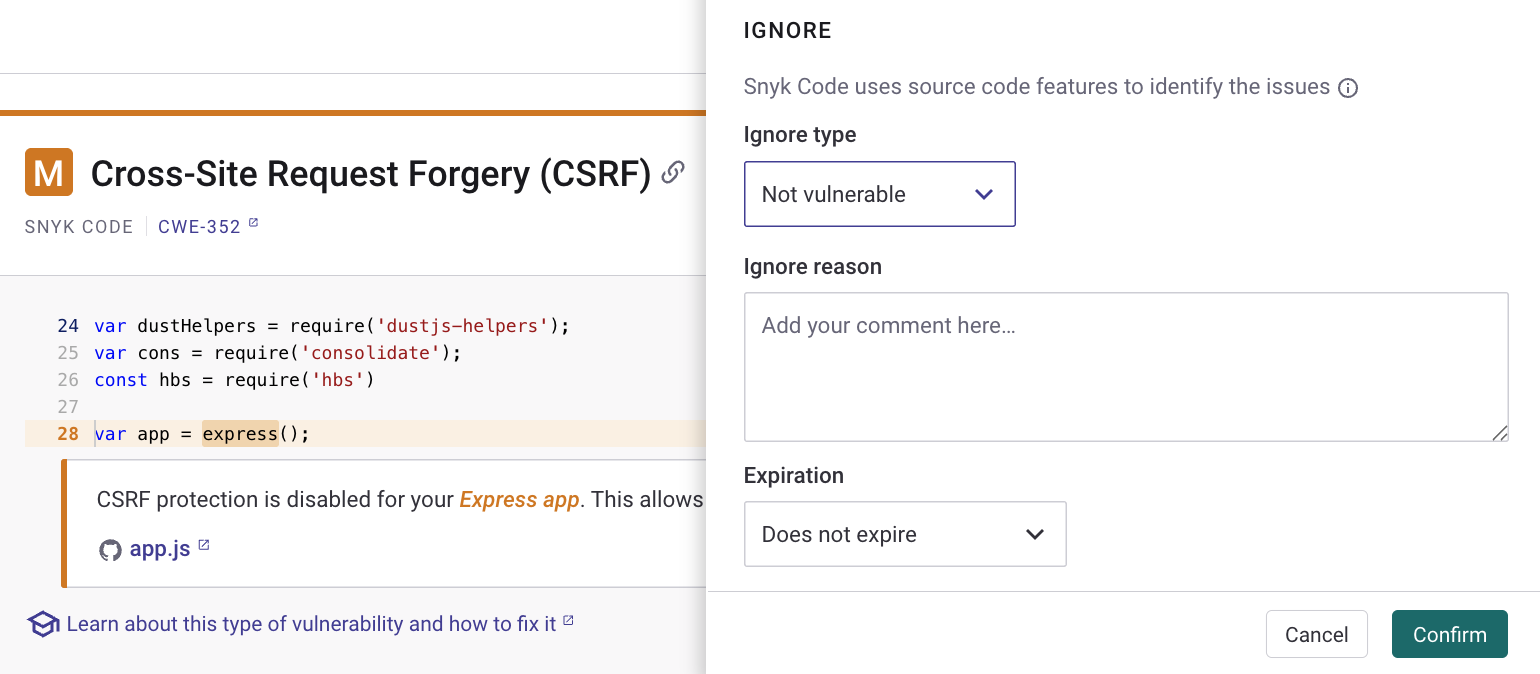 M Cross-Site Request Forgery (CSRF)
SNYK CODE CWE-352
24 var dustHelpers = require('dustjs-helpers');
25 var cons = require('consolidate');
26 const hbs = require('hbs')
27
28 var app = express();
CSRF protection is disabled for your Express app. This allows
app.js
Learn about this type of vulnerability and how to fix it
IGNORE
Snyk Code uses source code features to identify the issues
Ignore type
Not vulnerable
Ignore reason
Add your comment here...
Expiration
Does not expire
Cancel Confirm